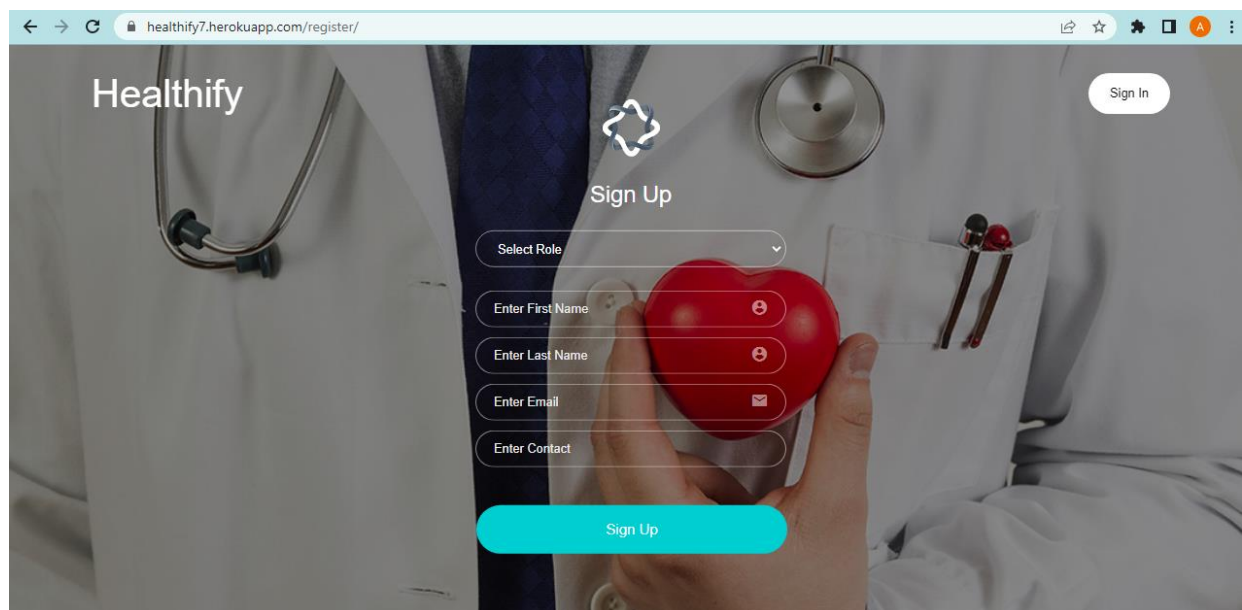 healthify7.herokuapp.com/register/
A
Healthify
Sign In
Sign Up
Select Role
Enter First Name
Enter Last Name
Enter Email
Enter Contact
Sign Up